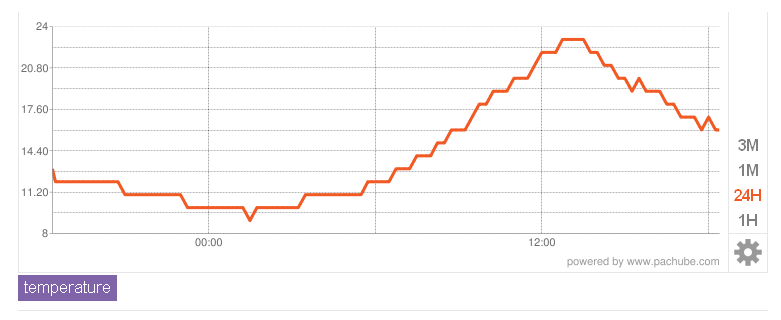 24
20.80
17.60
14.40
11.20
8
00:00
12:00
powered by www.pachube.com
3M
1M
24H
1H
temperature